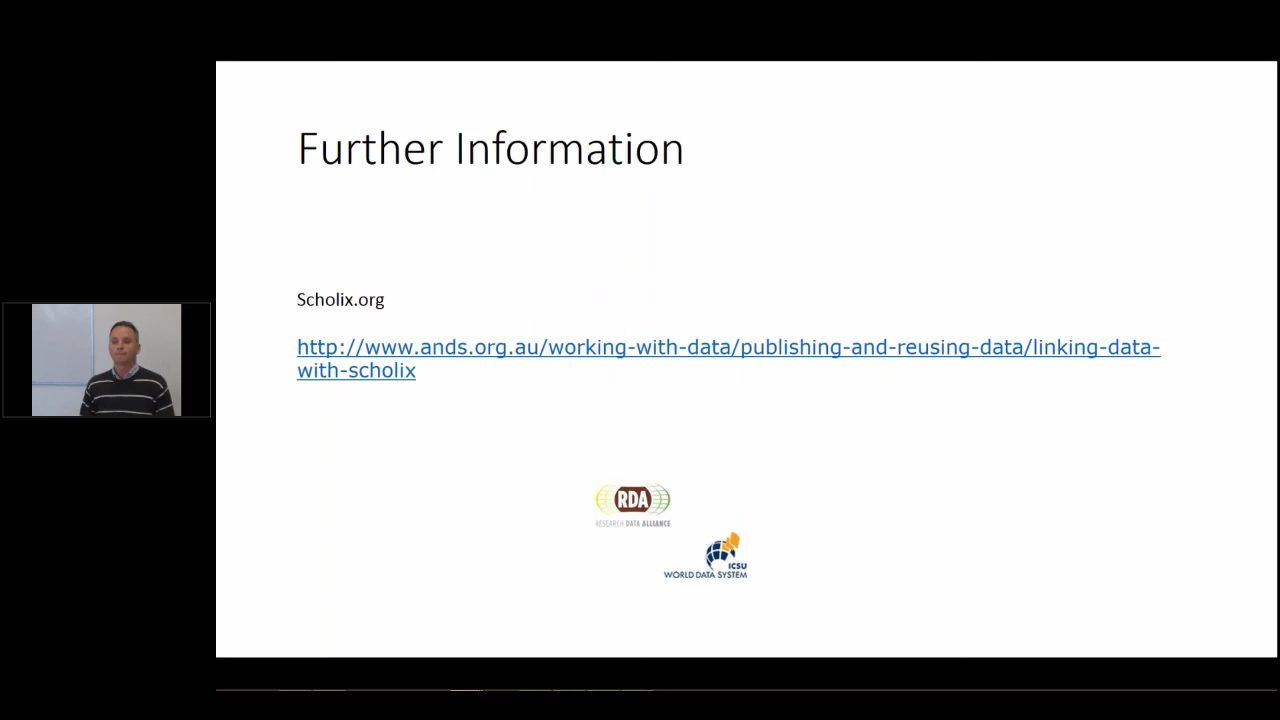 Further Information
Scholix.org
http://www.ands.org.au/working-with-data/publishing-and-reusing-data/linking-data-
with-scholix
RDA
RESEARCH DATA ALLIANCE
ICSU
WORLD DATA SYSTEM